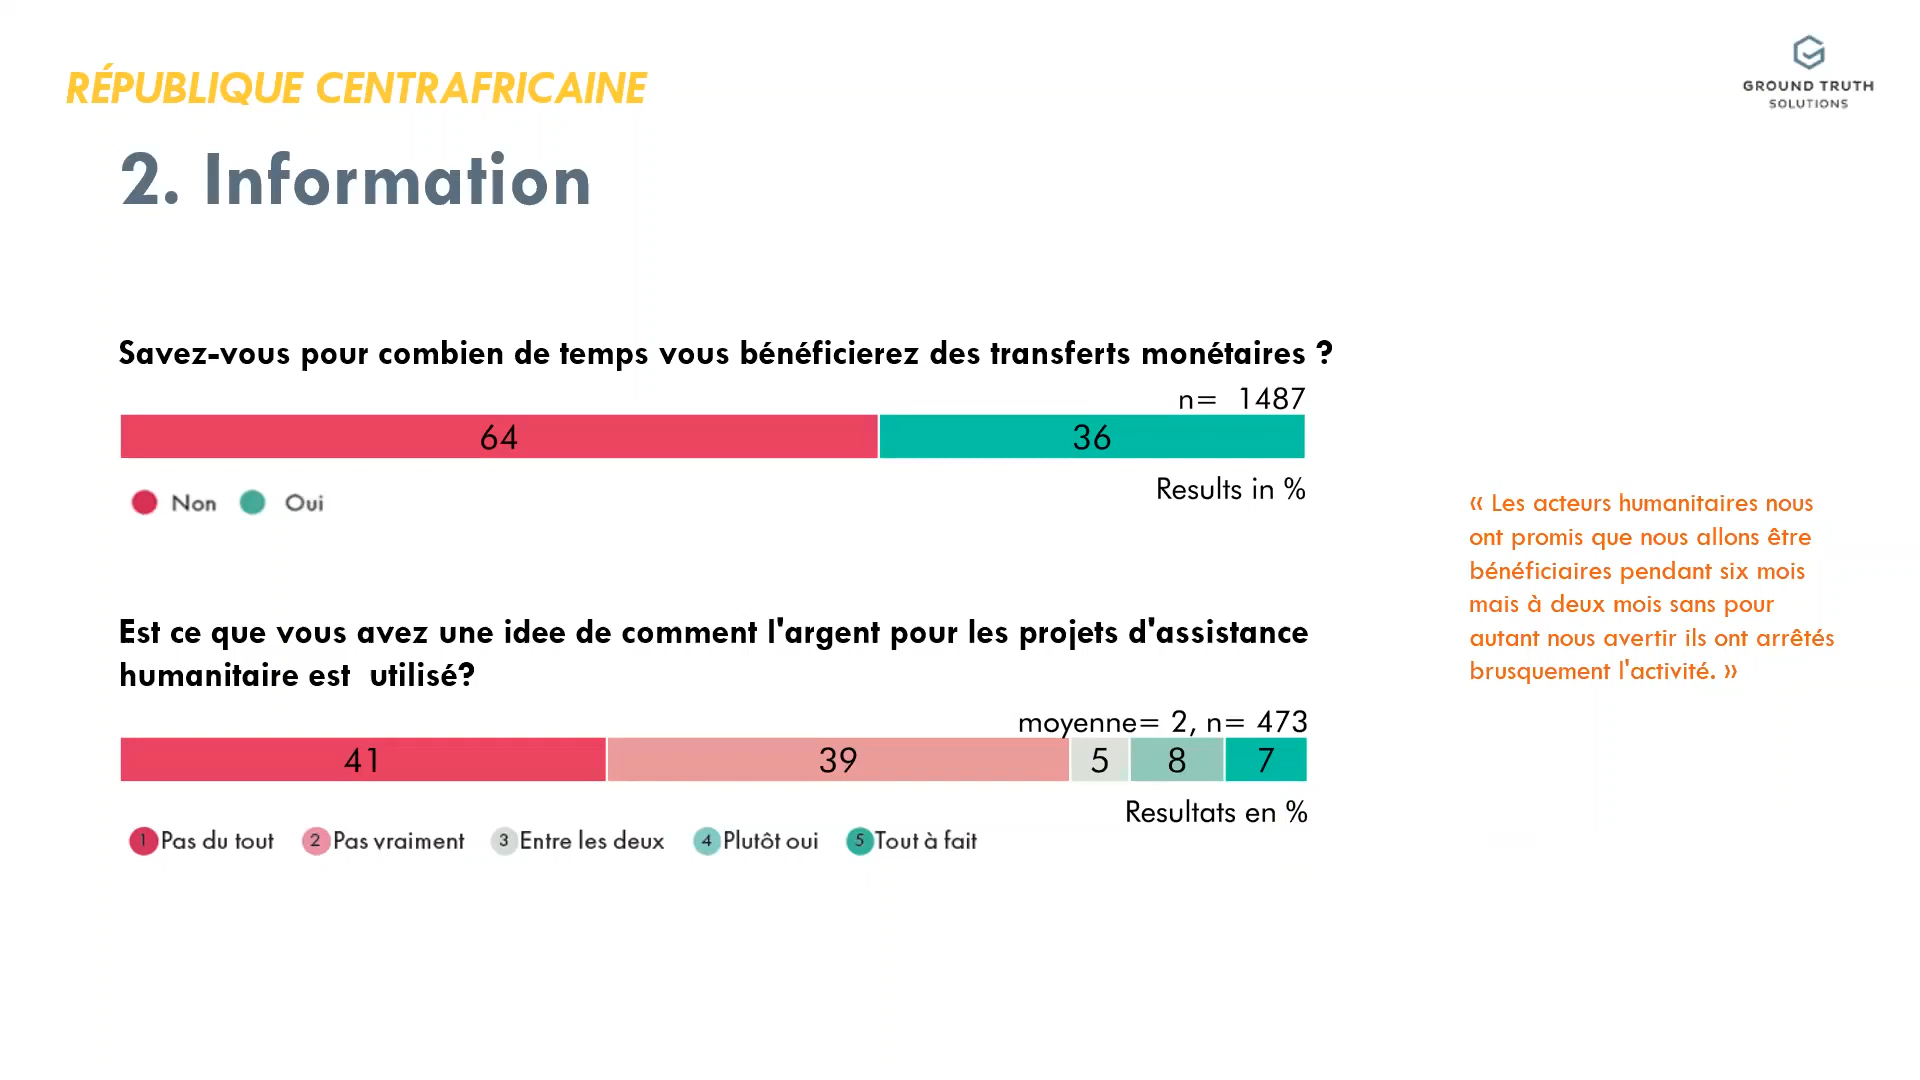 RÉPUBLIQUE CENTRAFRICAINE
GROUND TRUTH
SOLUTIONS
2. Information
Savez-vous pour combien de temps vous bénéficierez des transferts monétaires ?
n= 1487
64 36
Results in %
Non Oui
Est ce que vous avez une idee de comment l'argent pour les projets d'assistance
humanitaire est utilisé?
moyenne= 2, n= 473
41 39 5 8 7
Resultats en %
1 Pas du tout 2 Pas vraiment 3 Entre les deux 4 Plutôt oui 5 Tout à fait
« Les acteurs humanitaires nous
ont promis que nous allons être
bénéficiaires pendant six mois
mais à deux mois sans pour
autant nous avertir ils ont arrêtés
brusquement l'activité. »